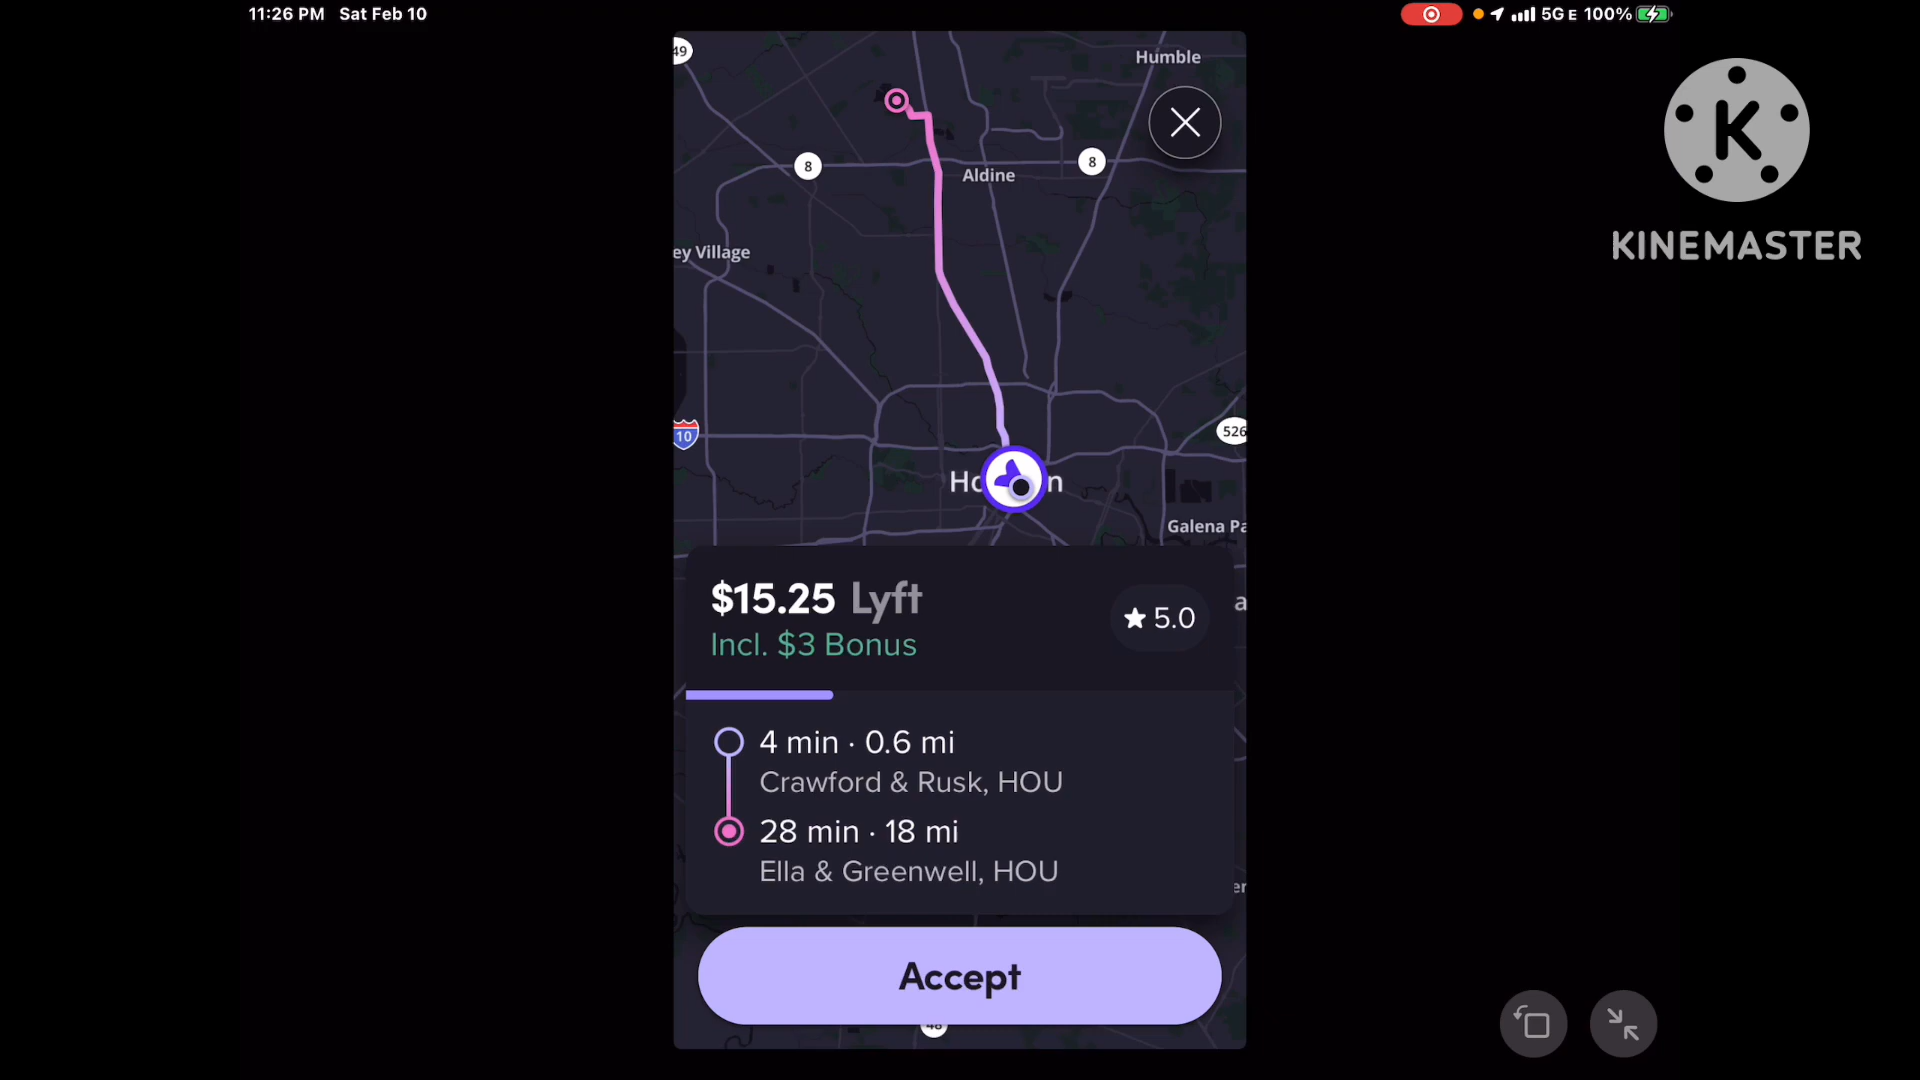 11:26 PM Sat Feb 10
5G E 100%
49
Humble
8
8
Aldine
ey Village
10
526
Galena Pa
$15.25 Lyft
Incl. $3 Bonus
5.0
4 min · 0.6 mi
Crawford & Rusk, HOU
28 min · 18 mi
Ella & Greenwell, HOU
er
Accept
K
KINEMASTER